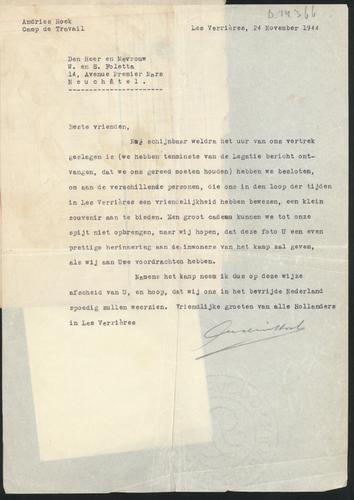 D.14366
Andries Hoek
Camp de Travail
Les Verrières, 24 November 1944
Den Heer en Mevrouw
W. en S. Foletta
14, Avenue Premier Mars
Neuchâtel.
Beste vrienden,
Nu schijnbaar weldra het uur van ons vertrek
geslagen is (we hebben tenminste van de Legatie bericht ont-
vangen, dat we ons gereed moeten houden) hebben we besloten,
om aan de verschillende personen, die ons in den loop der tijden
in Les Verrières een vriendelijkheid hebben bewezen, een klein
souvenir aan te bieden. Een groot cadeau kunnen we tot onze
spijt niet opbrengen, maar wij hopen, dat deze foto U een even
prettige herinnering aan de inwoners van het kamp zal geven,
als wij aan Uwe voordrachten hebben.
Namens het kamp neem ik dus op deze wijze
afscheid van U, en hoop, dat wij ons in het bevrijde Nederland
spoedig zullen weerzien. Vriendlijke groeten van alle Hollanders
in Les Verrières